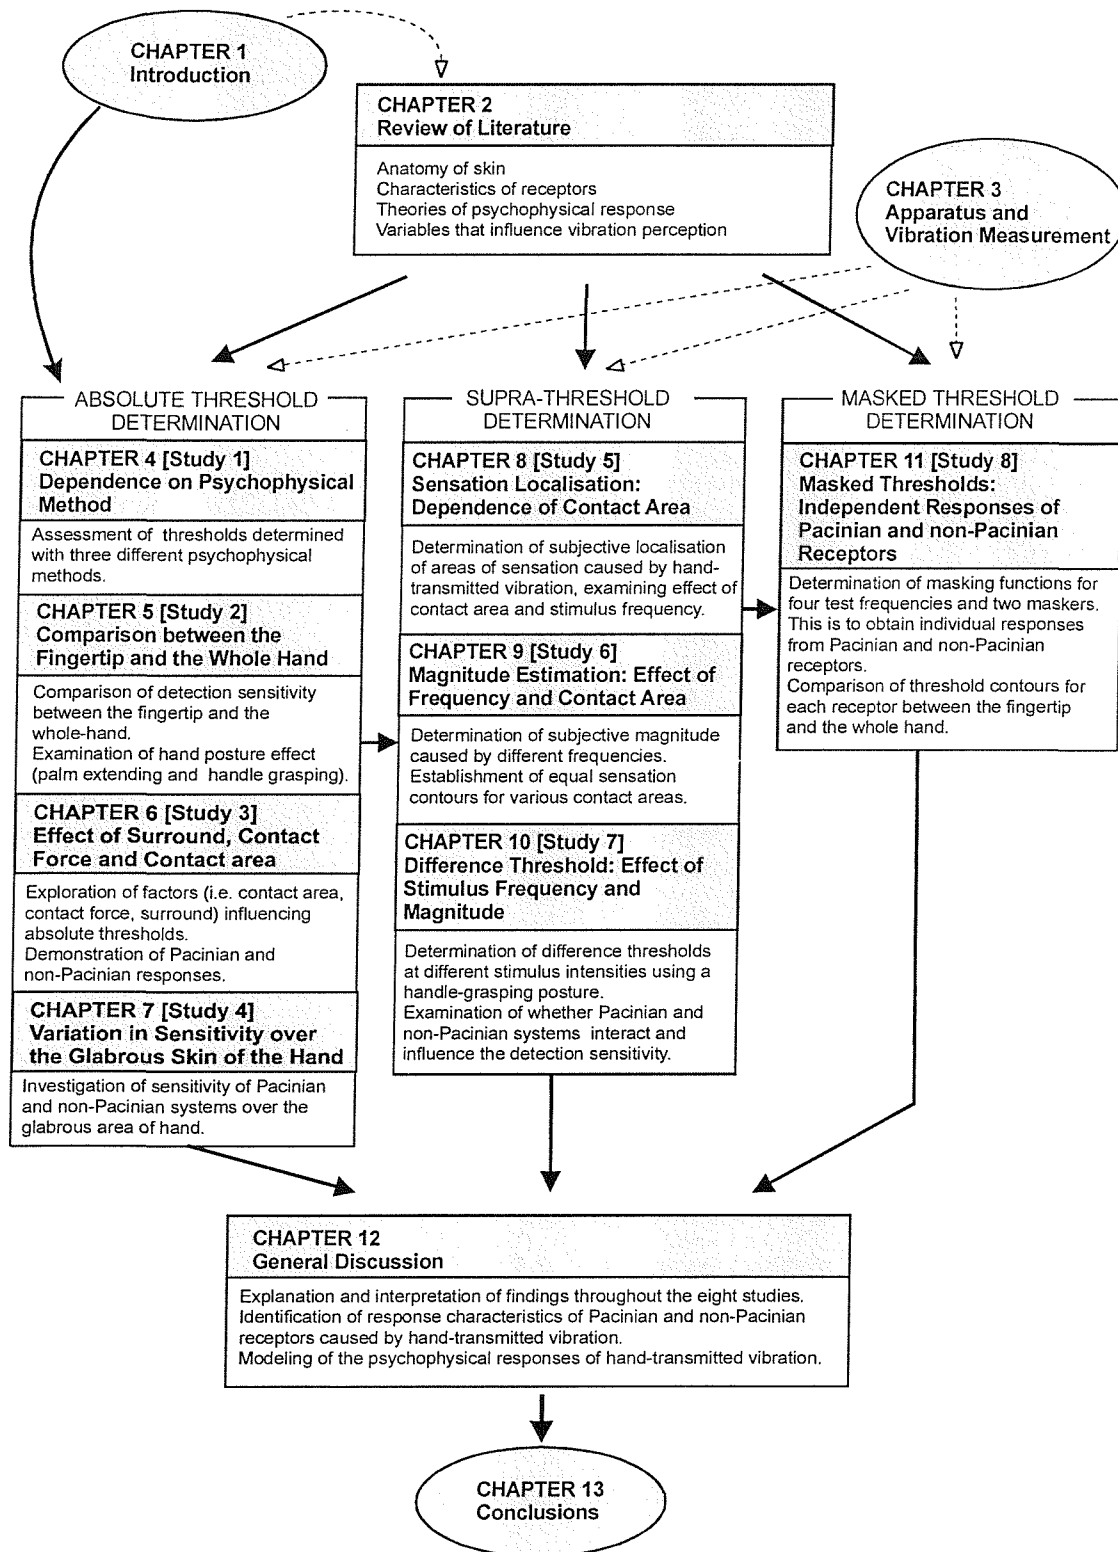 CHAPTER 1
Introduction
CHAPTER 2
Review of Literature
Anatomy of skin
Characteristics of receptors
Theories of psychophysical response
Variables that influence vibration perception
CHAPTER 3
Apparatus and
Vibration Measurement
ABSOLUTE THRESHOLD
DETERMINATION
CHAPTER 4 [Study 1]
Dependence on Psychophysical
Method
Assessment of thresholds determined
with three different psychophysical
methods.
CHAPTER 5 [Study 2]
Comparison between the
Fingertip and the Whole Hand
Comparison of detection sensitivity
between the fingertip and the
whole-hand.
Examination of hand posture effect
(palm extending and handle grasping).
CHAPTER 6 [Study 3]
Effect of Surround, Contact
Force and Contact area
Exploration of factors (i.e. contact area,
contact force, surround) influencing
absolute thresholds.
Demonstration of Pacinian and
non-Pacinian responses.
CHAPTER 7 [Study 4]
Variation in Sensitivity over
the Glabrous Skin of the Hand
Investigation of sensitivity of Pacinian
and non-Pacinian systems over the
glabrous area of hand.
SUPRA-THRESHOLD
DETERMINATION
CHAPTER 8 [Study 5]
Sensation Localisation:
Dependence of Contact Area
Determination of subjective localisation
of areas of sensation caused by hand-
transmitted vibration, examining effect of
contact area and stimulus frequency.
CHAPTER 9 [Study 6]
Magnitude Estimation: Effect of
Frequency and Contact Area
Determination of subjective magnitude
caused by different frequencies.
Establishment of equal sensation
contours for various contact areas.
CHAPTER 10 [Study 7]
Difference Threshold: Effect of
Stimulus Frequency and
Magnitude
Determination of difference thresholds
at different stimulus intensities using a
handle-grasping posture.
Examination of whether Pacinian and
non-Pacinian systems interact and
influence the detection sensitivity.
MASKED THRESHOLD
DETERMINATION
CHAPTER 11 [Study 8]
Masked Thresholds:
Independent Responses of
Pacinian and non-Pacinian
Receptors
Determination of masking functions for
four test frequencies and two maskers.
This is to obtain individual responses
from Pacinian and non-Pacinian
receptors.
Comparison of threshold contours for
each receptor between the fingertip
and the whole hand.
CHAPTER 12
General Discussion
Explanation and interpretation of findings throughout the eight studies.
Identification of response characteristics of Pacinian and non-Pacinian
receptors caused by hand-transmitted vibration.
Modeling of the psychophysical responses of hand-transmitted vibration.
CHAPTER 13
Conclusions